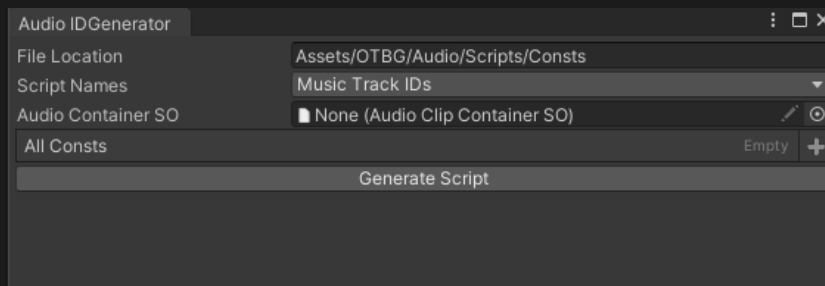 Audio IDGenerator
File Location Assets/OTBG/Audio/Scripts/Consts
Script Names Music Track IDs
Audio Container SO None (Audio Clip Container SO)
All Consts Empty
Generate Script